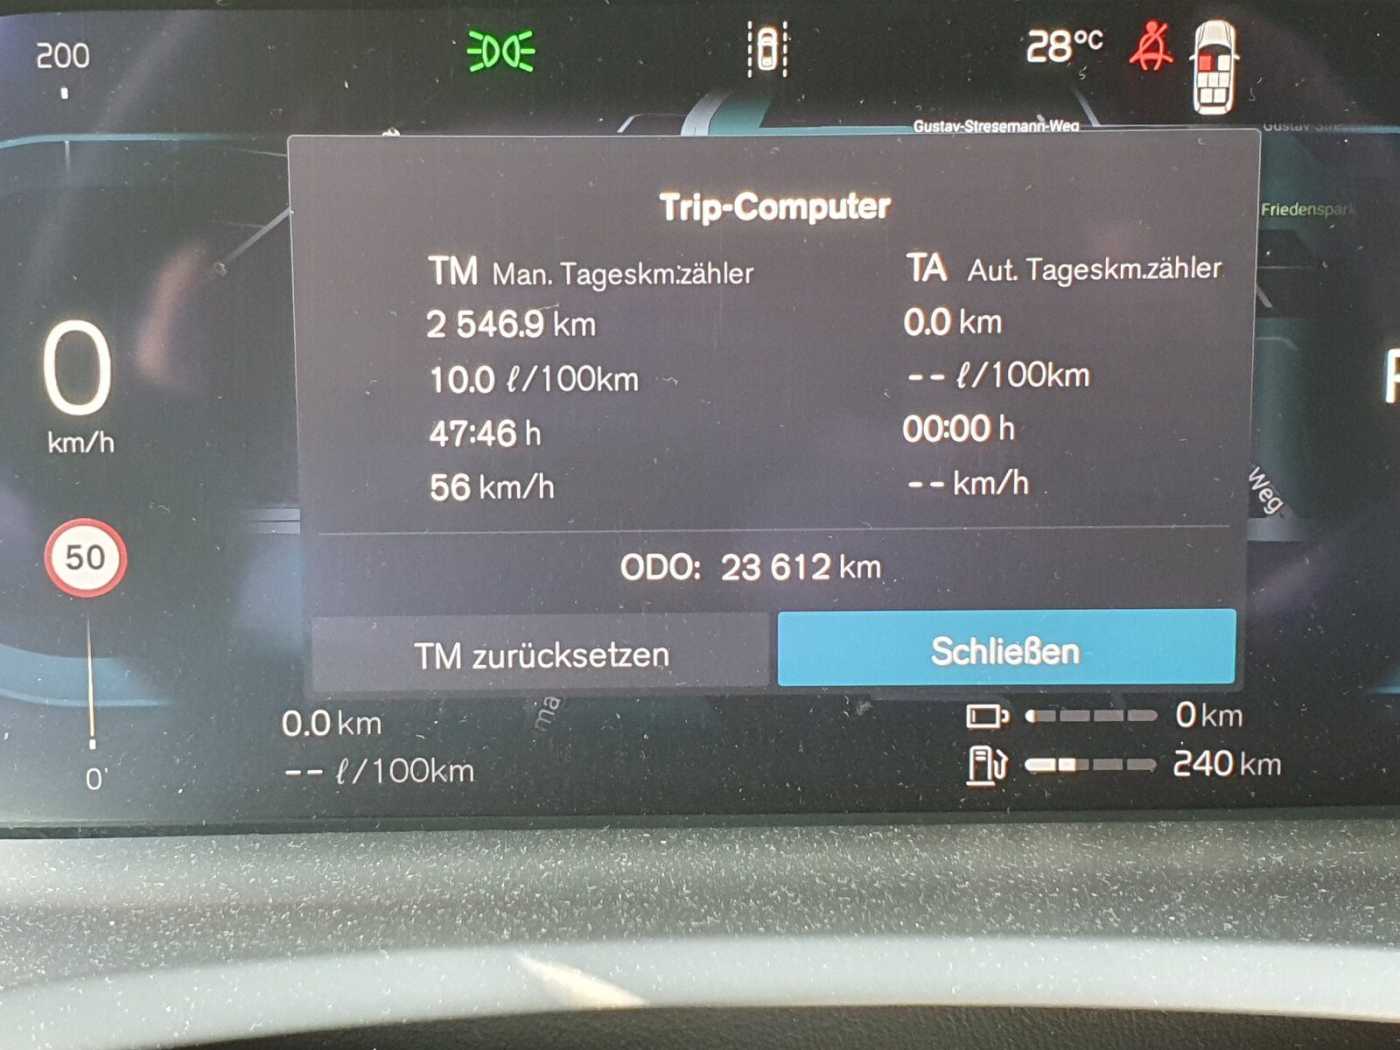 200
28°C
Gustav-Stresemann-Weg
Trip-Computer
Friedenspark
TM Man. Tageskm.zähler
TA Aut. Tageskm.zähler
2 546.9 km
0.0 km
10.0 ℓ/100km
-- ℓ/100km
47:46 h
00:00 h
56 km/h
-- km/h
0
km/h
Weg
50
ODO: 23 612 km
TM zurücksetzen
Schließen
0.0 km
0 km
-- ℓ/100km
240 km
0'